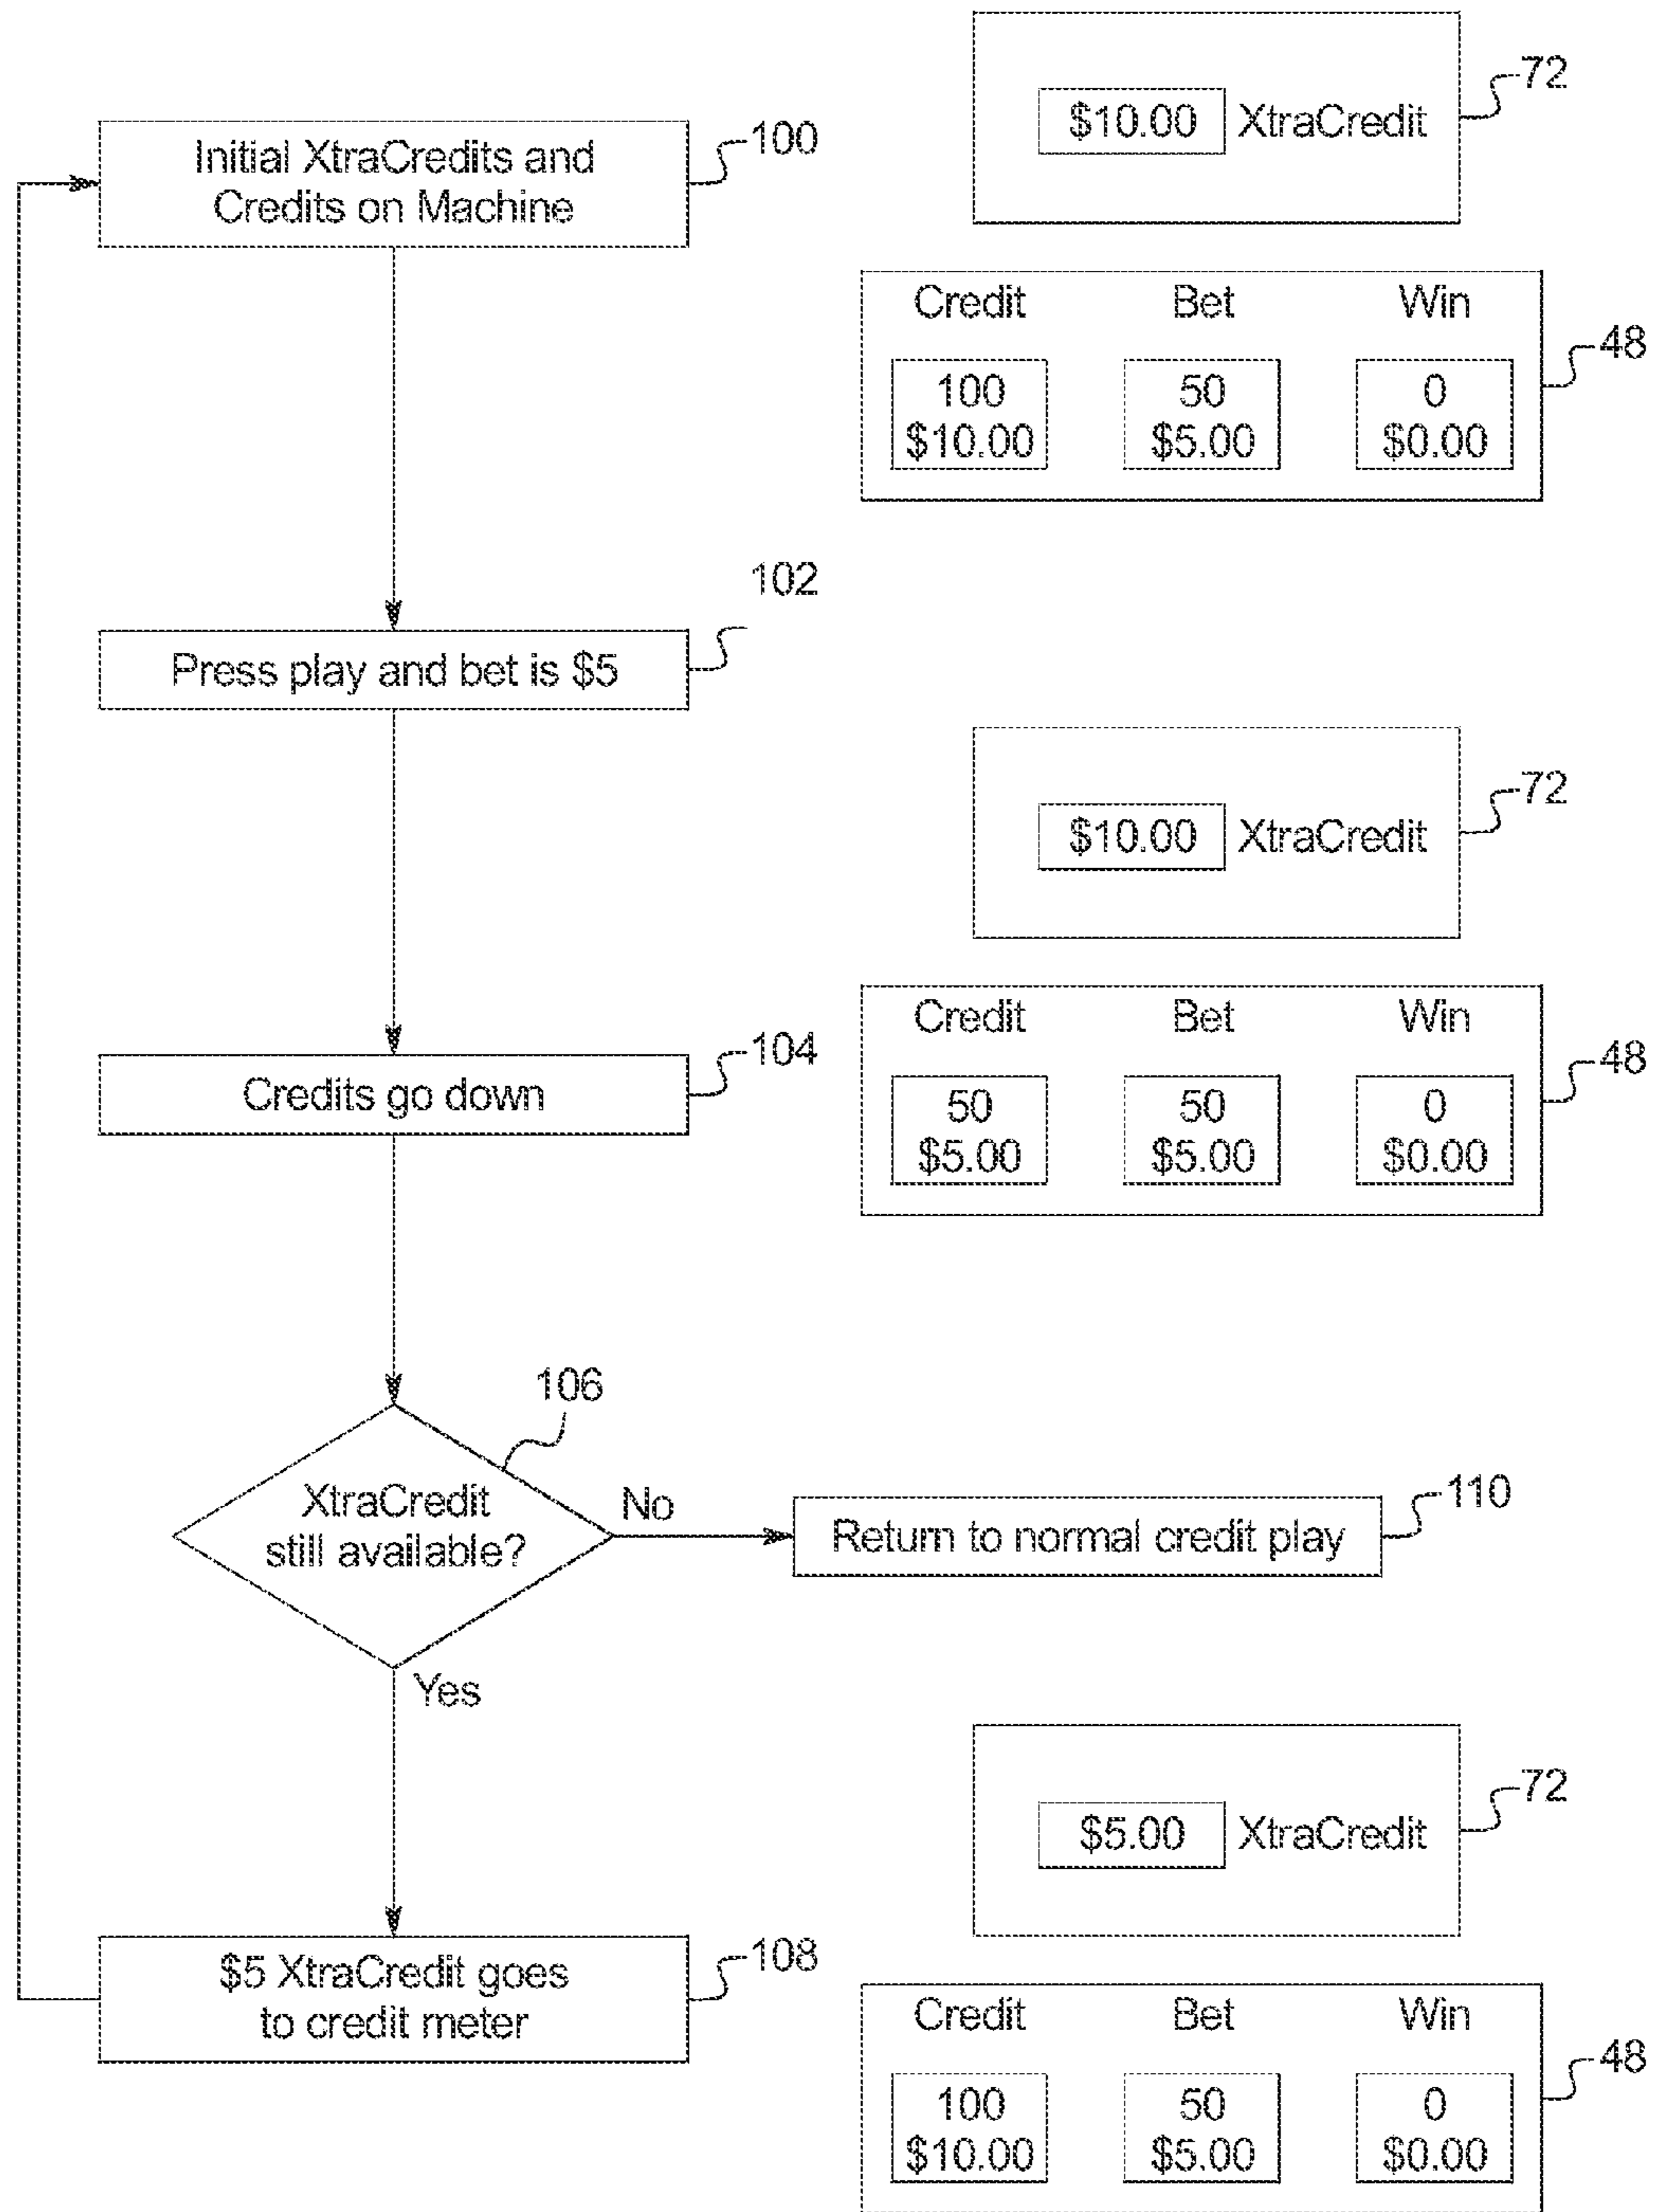 72
$10.00 XtraCredit
100
Initial XtraCredits and
Credits on Machine
Credit Bet Win
48
100 50 0
$10.00 $5.00 $0.00
102
Press play and bet is $5
72
$10.00 XtraCredit
Credit Bet Win
104
48
Credits go down
50 50 0
$5.00 $5.00 $0.00
106
XtraCredit
still available?
No
110
Return to normal credit play
Yes
72
$5.00 XtraCredit
108
$5 XtraCredit goes
to credit meter
Credit Bet Win
48
100 50 0
$10.00 $5.00 $0.00